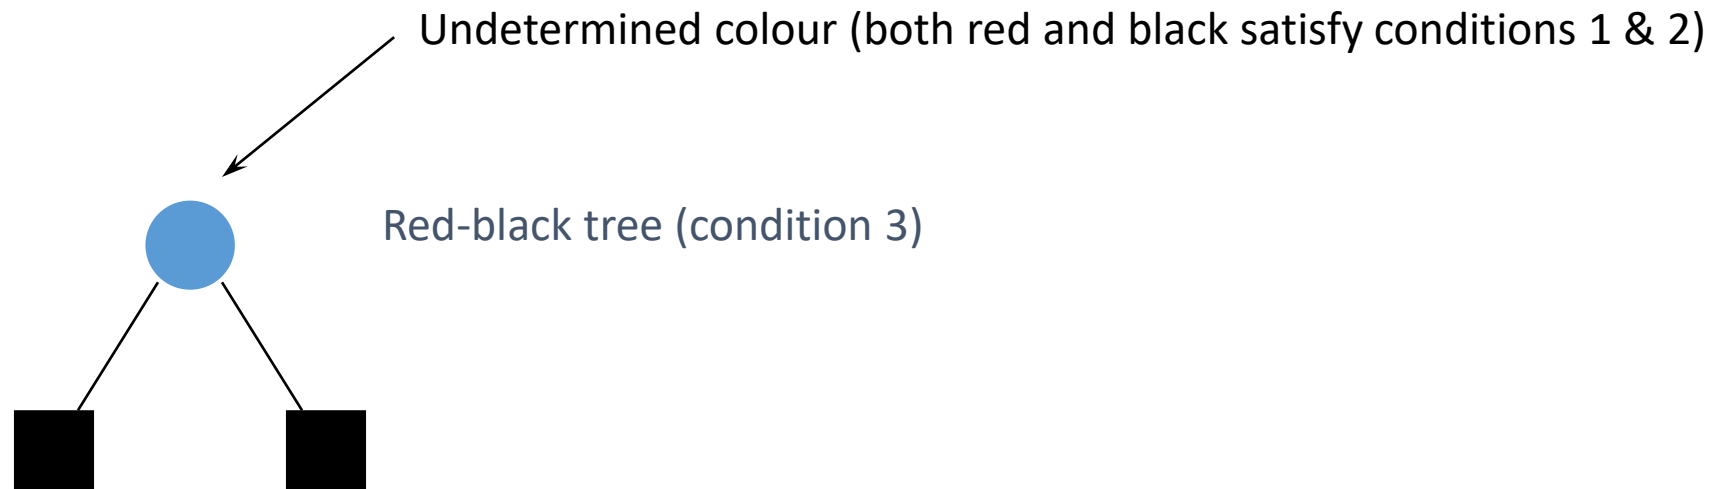 Undetermined colour (both red and black satisfy conditions 1 & 2)
Red-black tree (condition 3)